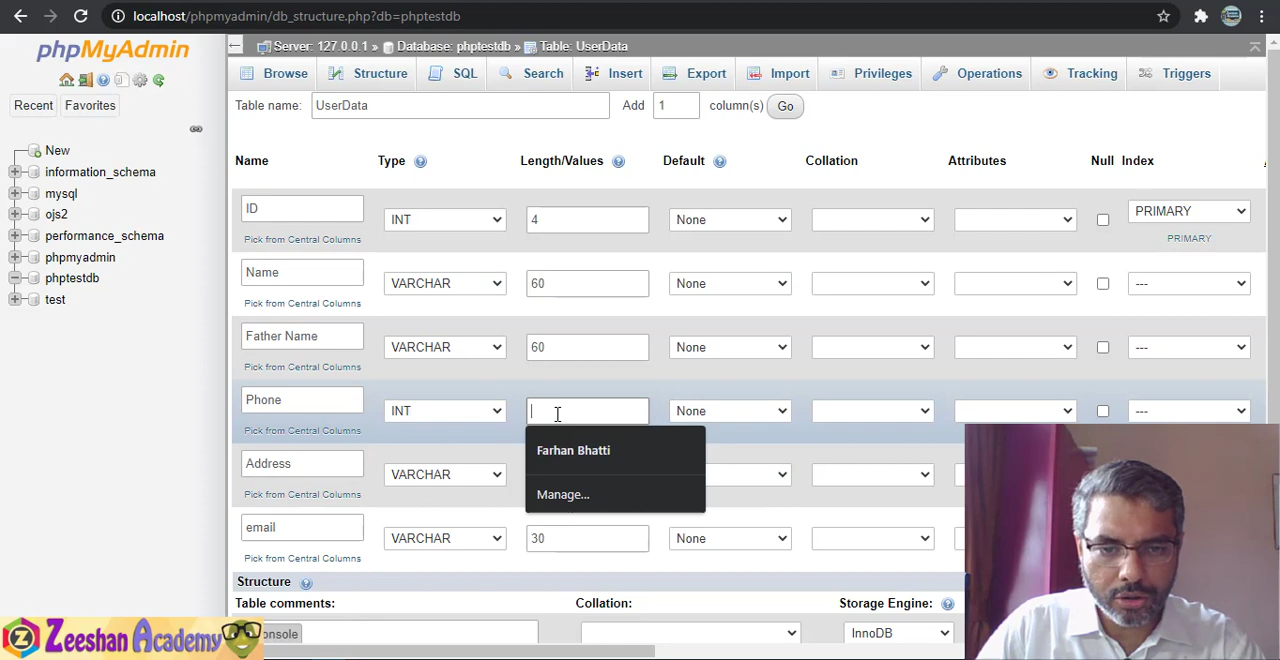 localhost/phpmyadmin/db_structure.php?db=phptestdb
phpMyAdmin
Recent Favorites
New
information_schema
mysql
ojs2
performance_schema
phpmyadmin
phptestdb
test
Server: 127.0.0.1 » Database: phptestdb » Table: UserData
Browse Structure SQL Search Insert Export Import Privileges Operations Tracking Triggers
Table name: UserData Add 1 column(s) Go
Name Type Length/Values Default Collation Attributes Null Index
ID INT 4 None PRIMARY
Pick from Central Columns PRIMARY
Name VARCHAR 60 None ---
Pick from Central Columns
Father Name VARCHAR 60 None ---
Pick from Central Columns
Phone INT None ---
Pick from Central Columns
Farhan Bhatti
Manage...
Address VARCHAR
Pick from Central Columns
email VARCHAR 30 None
Pick from Central Columns
Structure
Table comments: Collation: Storage Engine:
onsole InnoDB
Zeeshan Academy